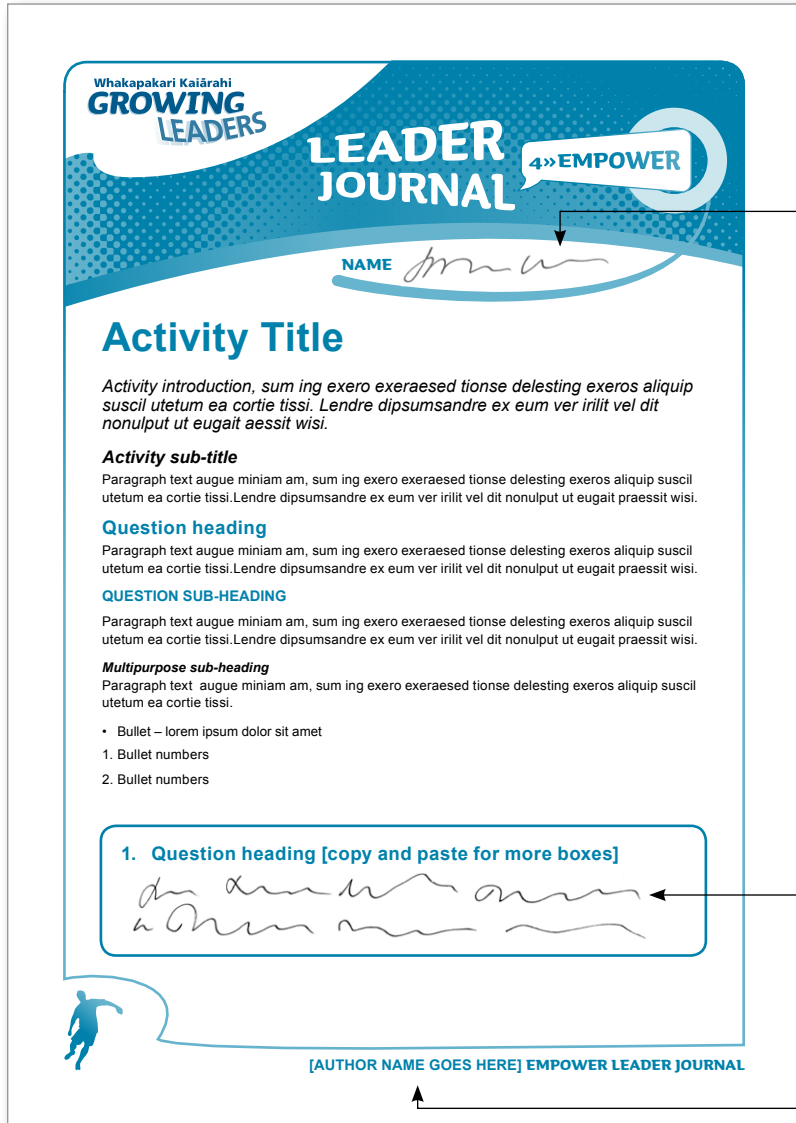 Whakapakari Kaiārahi
GROWING
LEADERS
LEADER
JOURNAL
4»EMPOWER
NAME
Activity Title
Activity introduction, sum ing exero exeraesed tionse delesting exeros aliquip
suscil utetum ea cortie tissi. Lendre dipsumsandre ex eum ver irilit vel dit
nonulput ut eugait aessit wisi.
Activity sub-title
Paragraph text augue miniam am, sum ing exero exeraesed tionse delesting exeros aliquip suscil
utetum ea cortie tissi.Lendre dipsumsandre ex eum ver irilit vel dit nonulput ut eugait praessit wisi.
Question heading
Paragraph text augue miniam am, sum ing exero exeraesed tionse delesting exeros aliquip suscil
utetum ea cortie tissi.Lendre dipsumsandre ex eum ver irilit vel dit nonulput ut eugait praessit wisi.
QUESTION SUB-HEADING
Paragraph text augue miniam am, sum ing exero exeraesed tionse delesting exeros aliquip suscil
utetum ea cortie tissi.Lendre dipsumsandre ex eum ver irilit vel dit nonulput ut eugait praessit wisi.
Multipurpose sub-heading
Paragraph text  augue miniam am, sum ing exero exeraesed tionse delesting exeros aliquip suscil
utetum ea cortie tissi.
• Bullet – lorem ipsum dolor sit amet
1. Bullet numbers
2. Bullet numbers
1. Question heading [copy and paste for more boxes]
[AUTHOR NAME GOES HERE] EMPOWER LEADER JOURNAL